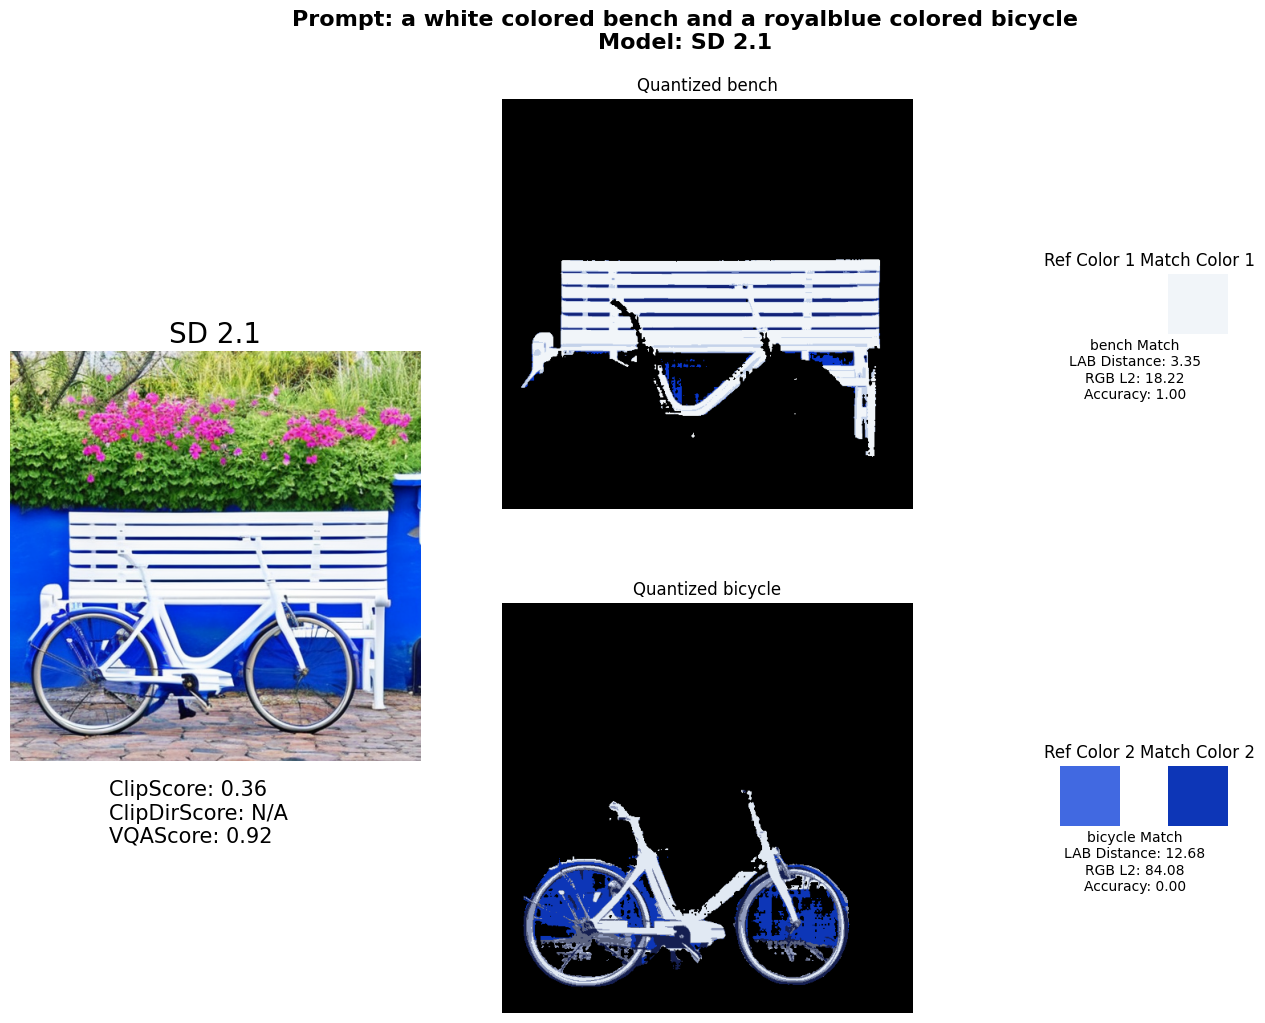 Prompt: a white colored bench and a royalblue colored bicycle
Model: SD 2.1
SD 2.1
ClipScore: 0.36
ClipDirScore: N/A
VQAScore: 0.92
Quantized bench
Ref Color 1 Match Color 1
bench Match
LAB Distance: 3.35
RGB L2: 18.22
Accuracy: 1.00
Quantized bicycle
Ref Color 2 Match Color 2
bicycle Match
LAB Distance: 12.68
RGB L2: 84.08
Accuracy: 0.00